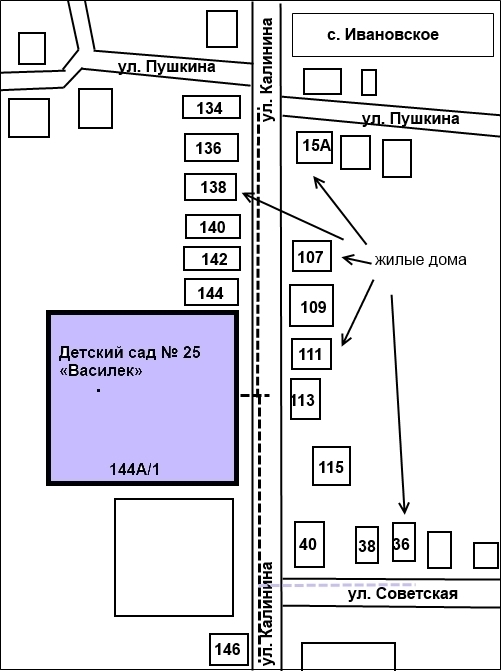 с. Ивановское
ул. Пушкина
ул. Калинина
ул. Пушкина
134
136
15А
138
140
107
жилые дома
142
144
109
Детский сад № 25
«Василек»
111
113
144А/1
115
40
38
36
ул. Калинина
ул. Советская
146